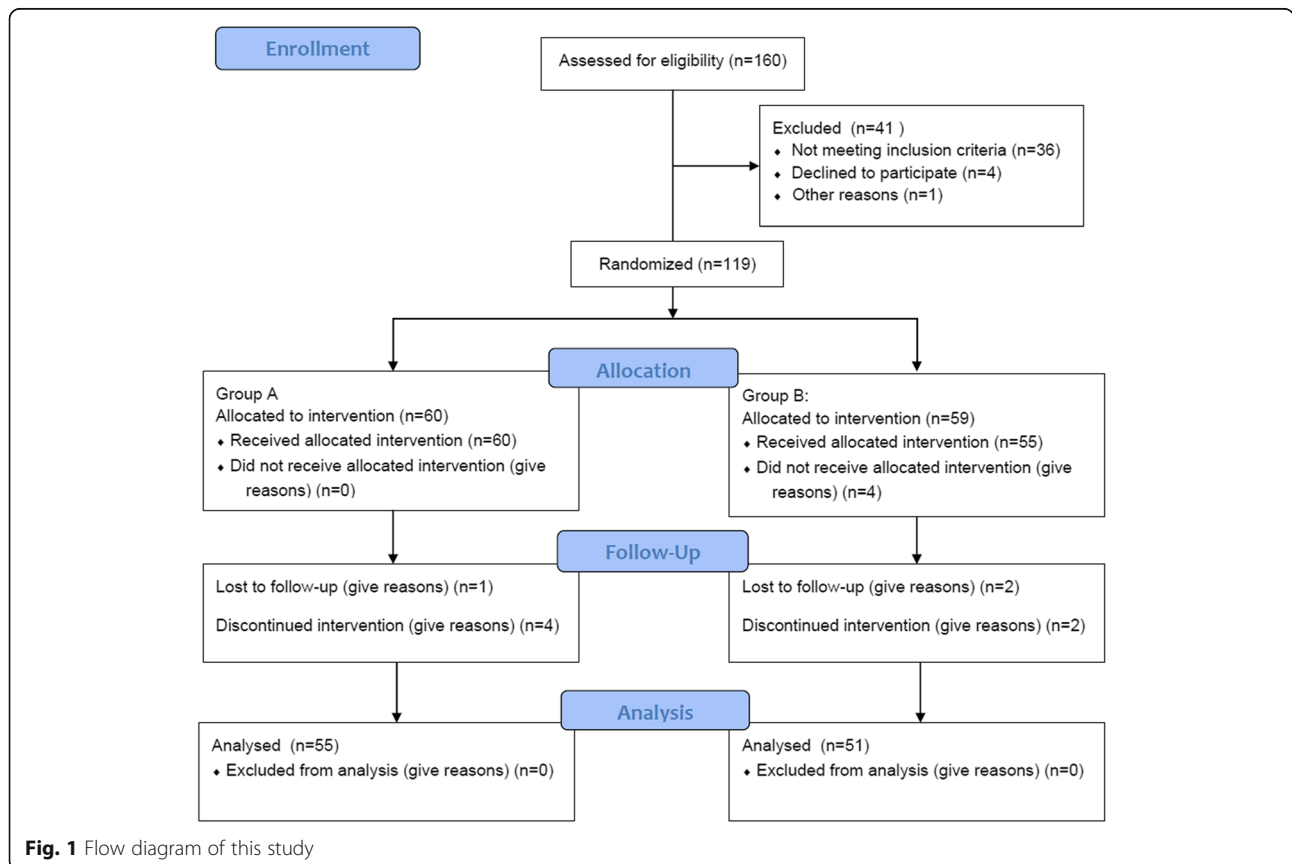 Enrollment
Assessed for eligibility (n=160)
Excluded (n=41 )
⬥ Not meeting inclusion criteria (n=36)
⬥ Declined to participate (n=4)
⬥ Other reasons (n=1)
Randomized (n=119)
Allocation
Group A
Allocated to intervention (n=60)
⬥ Received allocated intervention (n=60)
⬥ Did not receive allocated intervention (give
reasons) (n=0)
Group B:
Allocated to intervention (n=59)
⬥ Received allocated intervention (n=55)
⬥ Did not receive allocated intervention (give
reasons) (n=4)
Follow-Up
Lost to follow-up (give reasons) (n=1)
Discontinued intervention (give reasons) (n=4)
Lost to follow-up (give reasons) (n=2)
Discontinued intervention (give reasons) (n=2)
Analysis
Analysed (n=55)
⬥ Excluded from analysis (give reasons) (n=0)
Analysed (n=51)
⬥ Excluded from analysis (give reasons) (n=0)
Fig. 1 Flow diagram of this study